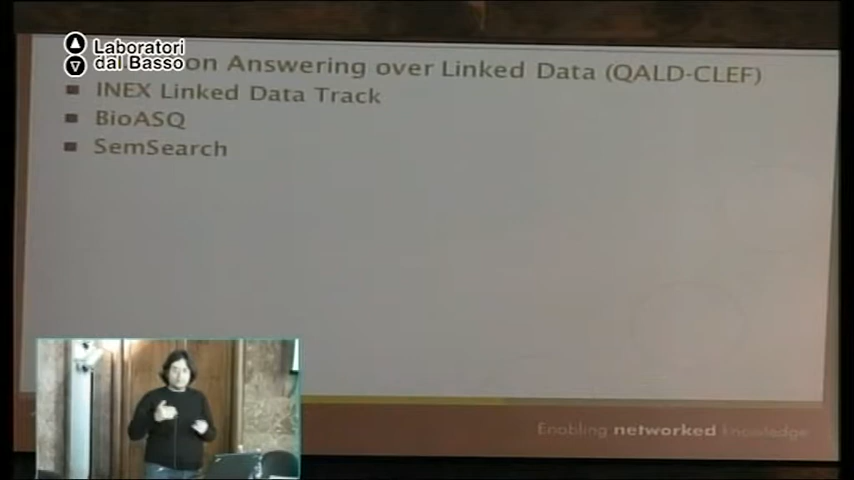 Laboratori
dal Basso
on Answering over Linked Data (QALD-CLEF)
INEX Linked Data Track
BioASQ
SemSearch
Enabling networked knowledge